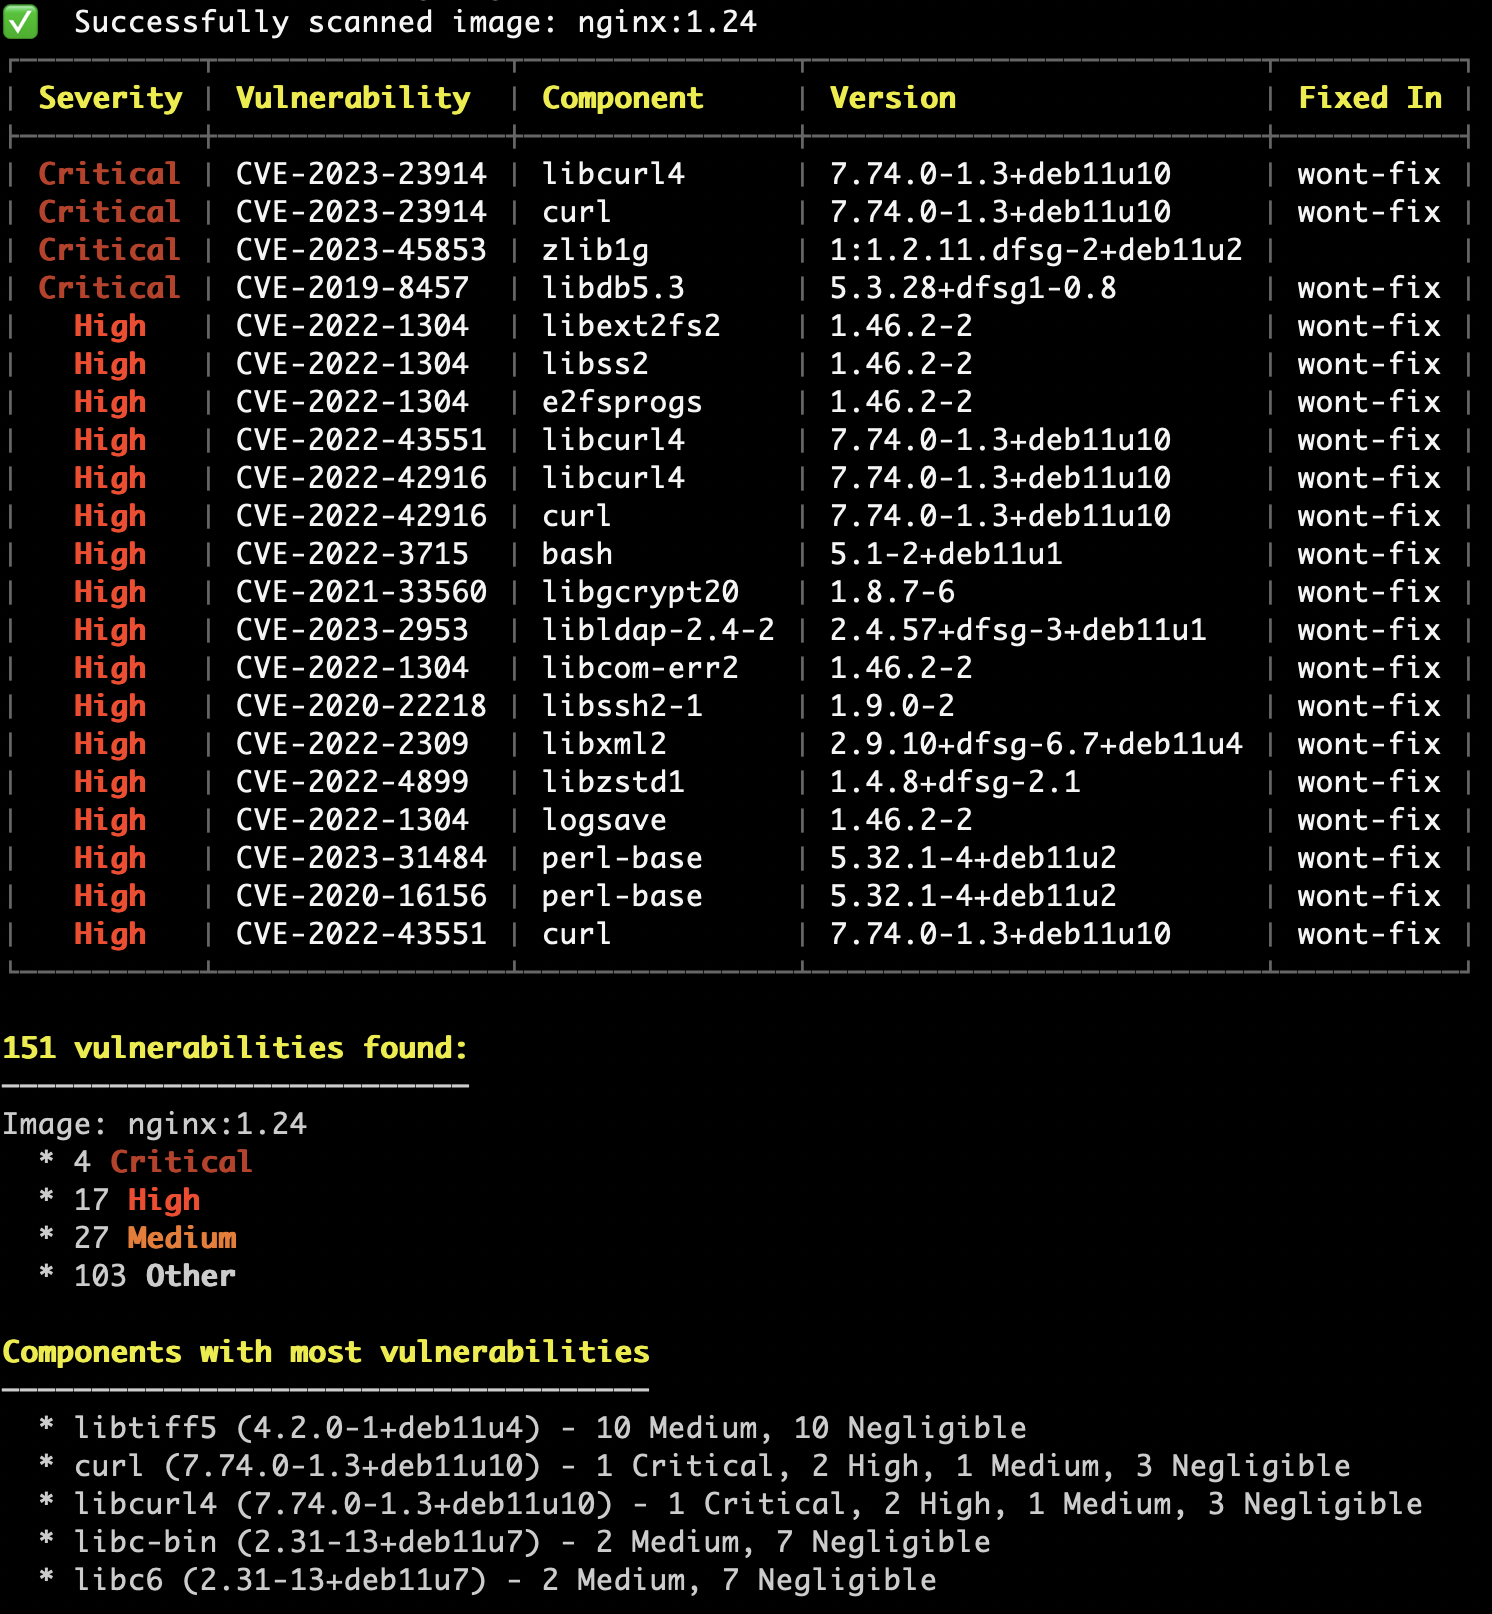 ✅ Successfully scanned image: nginx:1.24
| Severity | Vulnerability | Component | Version | Fixed In |
| Critical | CVE-2023-23914 | libcurl4 | 7.74.0-1.3+deb11u10 | wont-fix |
| Critical | CVE-2023-23914 | curl | 7.74.0-1.3+deb11u10 | wont-fix |
| Critical | CVE-2023-45853 | zlib1g | 1:1.2.11.dfsg-2+deb11u2 | |
| Critical | CVE-2019-8457 | libdb5.3 | 5.3.28+dfsg1-0.8 | wont-fix |
| High | CVE-2022-1304 | libext2fs2 | 1.46.2-2 | wont-fix |
| High | CVE-2022-1304 | libss2 | 1.46.2-2 | wont-fix |
| High | CVE-2022-1304 | e2fsprogs | 1.46.2-2 | wont-fix |
| High | CVE-2022-43551 | libcurl4 | 7.74.0-1.3+deb11u10 | wont-fix |
| High | CVE-2022-42916 | libcurl4 | 7.74.0-1.3+deb11u10 | wont-fix |
| High | CVE-2022-42916 | curl | 7.74.0-1.3+deb11u10 | wont-fix |
| High | CVE-2022-3715 | bash | 5.1-2+deb11u1 | wont-fix |
| High | CVE-2021-33560 | libgcrypt20 | 1.8.7-6 | wont-fix |
| High | CVE-2023-2953 | libldap-2.4-2 | 2.4.57+dfsg-3+deb11u1 | wont-fix |
| High | CVE-2022-1304 | libcom-err2 | 1.46.2-2 | wont-fix |
| High | CVE-2020-22218 | libssh2-1 | 1.9.0-2 | wont-fix |
| High | CVE-2022-2309 | libxml2 | 2.9.10+dfsg-6.7+deb11u4 | wont-fix |
| High | CVE-2022-4899 | libzstd1 | 1.4.8+dfsg-2.1 | wont-fix |
| High | CVE-2022-1304 | logsave | 1.46.2-2 | wont-fix |
| High | CVE-2023-31484 | perl-base | 5.32.1-4+deb11u2 | wont-fix |
| High | CVE-2020-16156 | perl-base | 5.32.1-4+deb11u2 | wont-fix |
| High | CVE-2022-43551 | curl | 7.74.0-1.3+deb11u10 | wont-fix |
151 vulnerabilities found:
Image: nginx:1.24
* 4 Critical
* 17 High
* 27 Medium
* 103 Other
Components with most vulnerabilities
* libtiff5 (4.2.0-1+deb11u4) - 10 Medium, 10 Negligible
* curl (7.74.0-1.3+deb11u10) - 1 Critical, 2 High, 1 Medium, 3 Negligible
* libcurl4 (7.74.0-1.3+deb11u10) - 1 Critical, 2 High, 1 Medium, 3 Negligible
* libc-bin (2.31-13+deb11u7) - 2 Medium, 7 Negligible
* libc6 (2.31-13+deb11u7) - 2 Medium, 7 Negligible